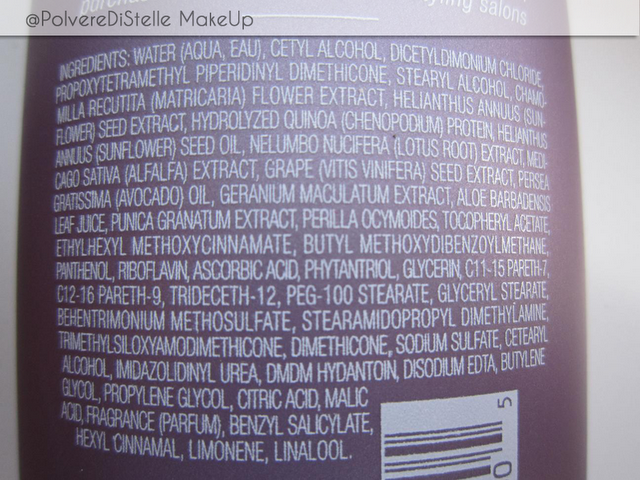 @PolvereDiStelle MakeUp
styling salons
INGREDIENTS: WATER (AQUA, EAU), CETYL ALCOHOL, DICETYLDIMONIUM CHLORIDE,
PROPOXYTETRAMETHYL PIPERIDINYL DIMETHICONE, STEARYL ALCOHOL, CHAMO-
MILLA RECUTITA (MATRICARIA) FLOWER EXTRACT, HELIANTHUS ANNUUS (SUN-
FLOWER) SEED EXTRACT, HYDROLYZED QUINOA (CHENOPODIUM) PROTEIN, HELIANTHUS
ANNUUS (SUNFLOWER) SEED OIL, NELUMBO NUCIFERA (LOTUS ROOT) EXTRACT, MEDI-
CAGO SATIVA (ALFALFA) EXTRACT, GRAPE (VITIS VINIFERA) SEED EXTRACT, PERSEA
GRATISSIMA (AVOCADO) OIL, GERANIUM MACULATUM EXTRACT, ALOE BARBADENSIS
LEAF JUICE, PUNICA GRANATUM EXTRACT, PERILLA OCYMOIDES, TOCOPHERYL ACETATE,
ETHYLHEXYL METHOXYCINNAMATE, BUTYL METHOXYDIBENZOYLMETHANE,
PANTHENOL, RIBOFLAVIN, ASCORBIC ACID, PHYTANTRIOL, GLYCERIN, C11-15 PARETH-7,
C12-16 PARETH-9, TRIDECETH-12, PEG-100 STEARATE, GLYCERYL STEARATE,
BEHENTRIMONIUM METHOSULFATE, STEARAMIDOPROPYL DIMETHYLAMINE,
TRIMETHYLSILOXYAMODIMETHICONE, DIMETHICONE, SODIUM SULFATE, CETEARYL
ALCOHOL, IMIDAZOLIDINYL UREA, DMDM HYDANTOIN, DISODIUM EDTA, BUTYLENE
GLYCOL, PROPYLENE GLYCOL, CITRIC ACID, MALIC
ACID, FRAGRANCE (PARFUM), BENZYL SALICYLATE,
HEXYL CINNAMAL, LIMONENE, LINALOOL.
5
0